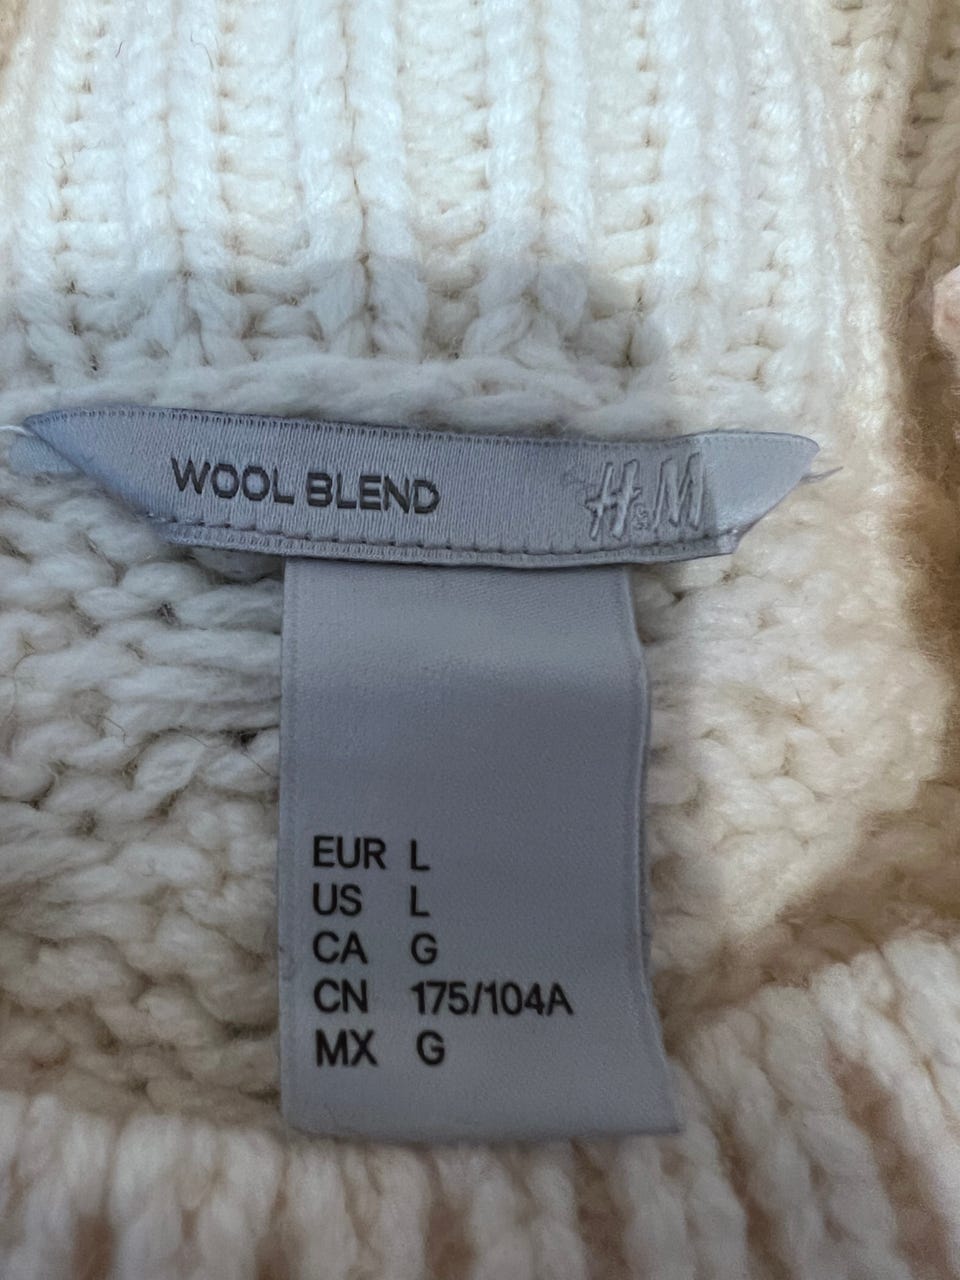 WOOL BLEND H&M
EUR L
US L
CA G
CN 175/104A
MX G